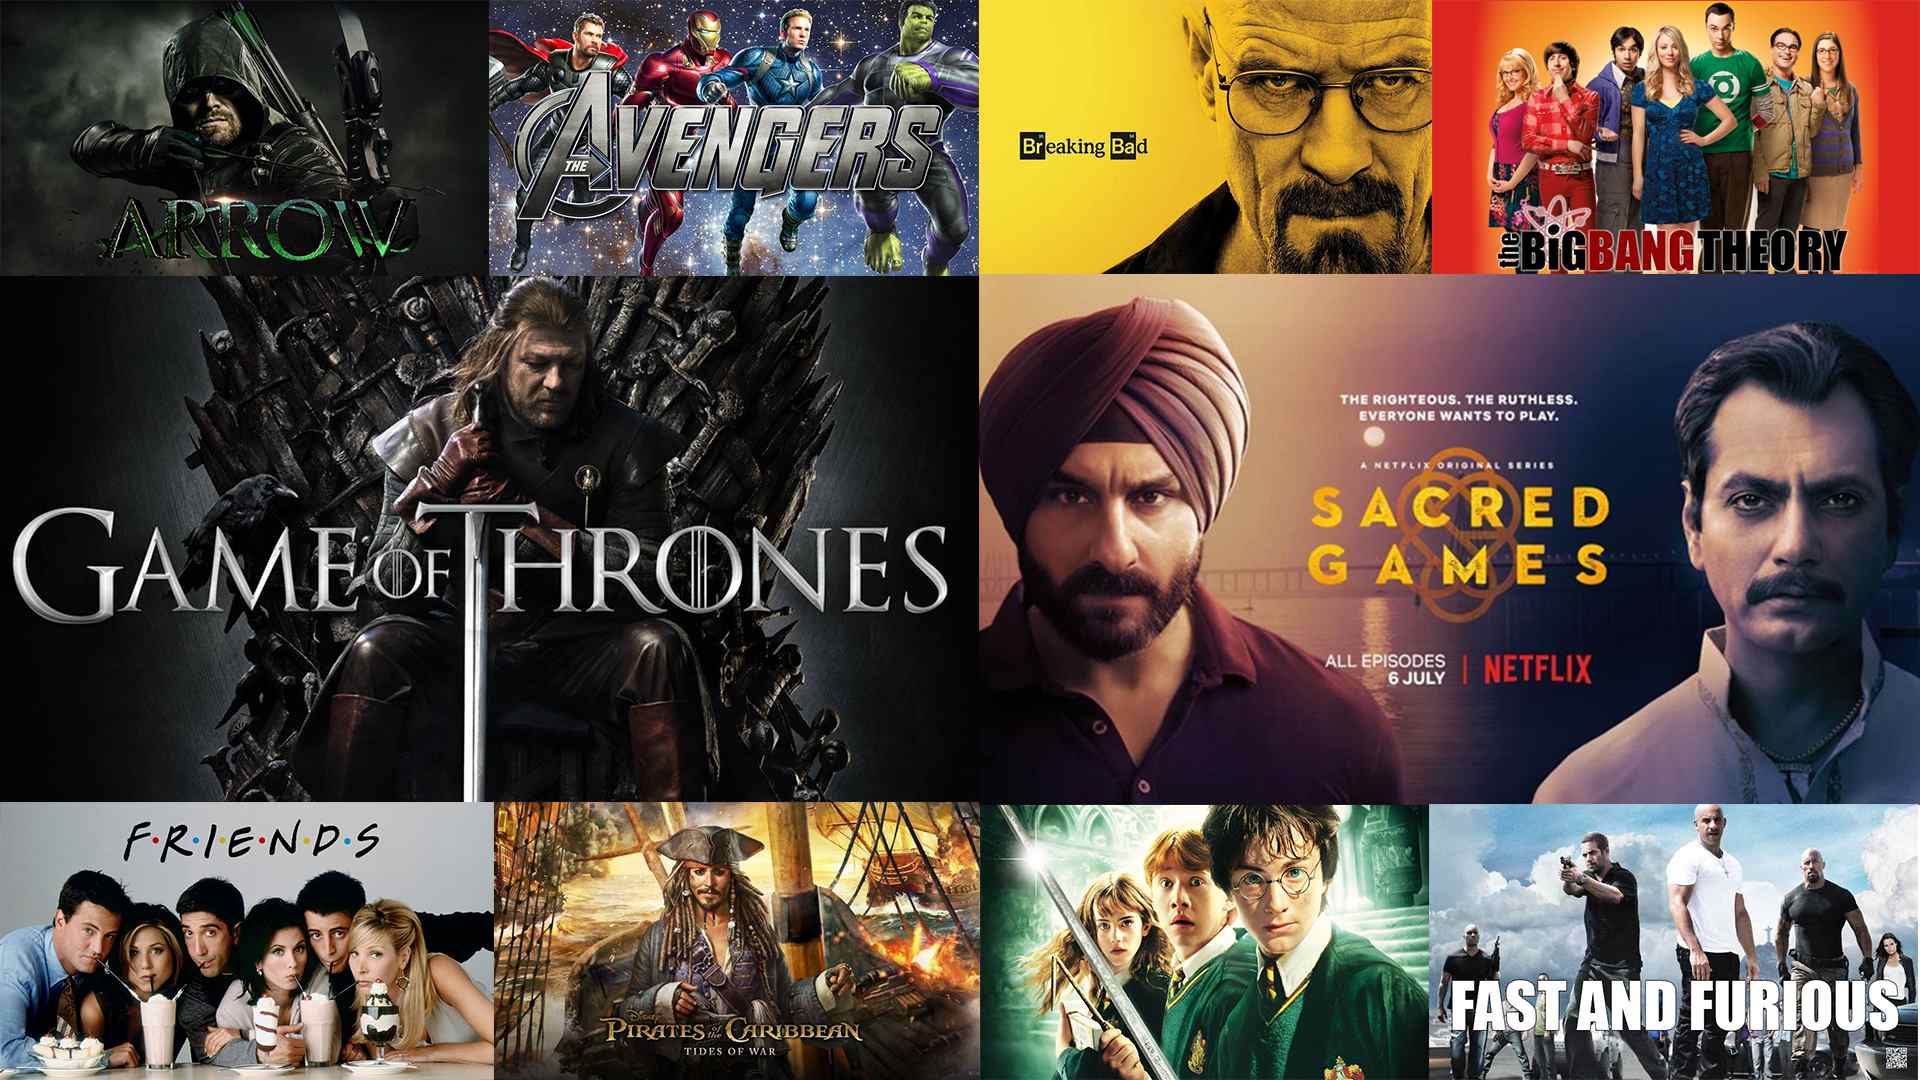 ARROW
THE AVENGERS
Breaking Bad
the BiG BANG THEORY
GAME OF THRONES
THE RIGHTEOUS. THE RUTHLESS.
EVERYONE WANTS TO PLAY.
A NETFLIX ORIGINAL SERIES
SACRED
GAMES
ALL EPISODES
6 JULY | NETFLIX
F·R·I·E·N·D·S
Disney
PIRATES of the CARIBBEAN
TIDES OF WAR
FAST AND FURIOUS